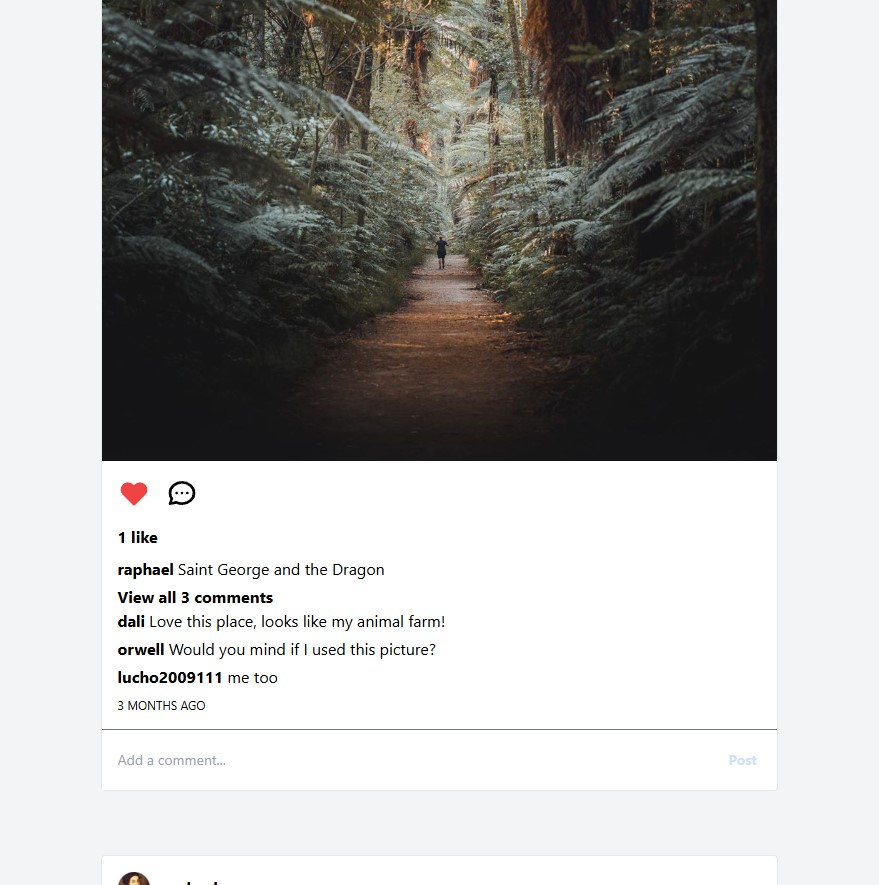 1 like
raphael Saint George and the Dragon
View all 3 comments
dali Love this place, looks like my animal farm!
orwell Would you mind if I used this picture?
lucho2009111 me too
3 MONTHS AGO
Add a comment... Post